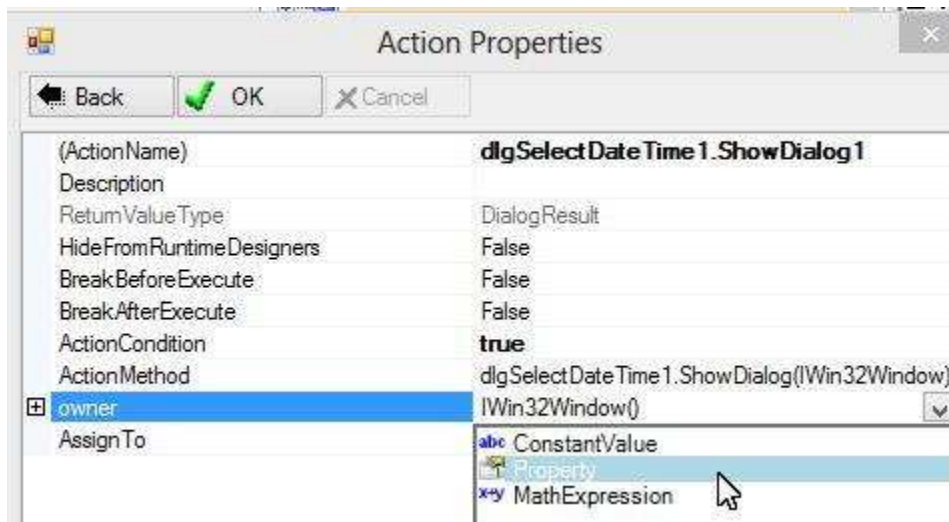 Action Properties
Back OK Cancel
(ActionName) dlgSelectDateTime1.ShowDialog1
Description
ReturnValueType DialogResult
HideFromRuntimeDesigners False
BreakBeforeExecute False
BreakAfterExecute False
ActionCondition true
ActionMethod dlgSelectDateTime1.ShowDialog(IWin32Window)
owner IWin32Window()
AssignTo
abc ConstantValue
Property
x+y MathExpression